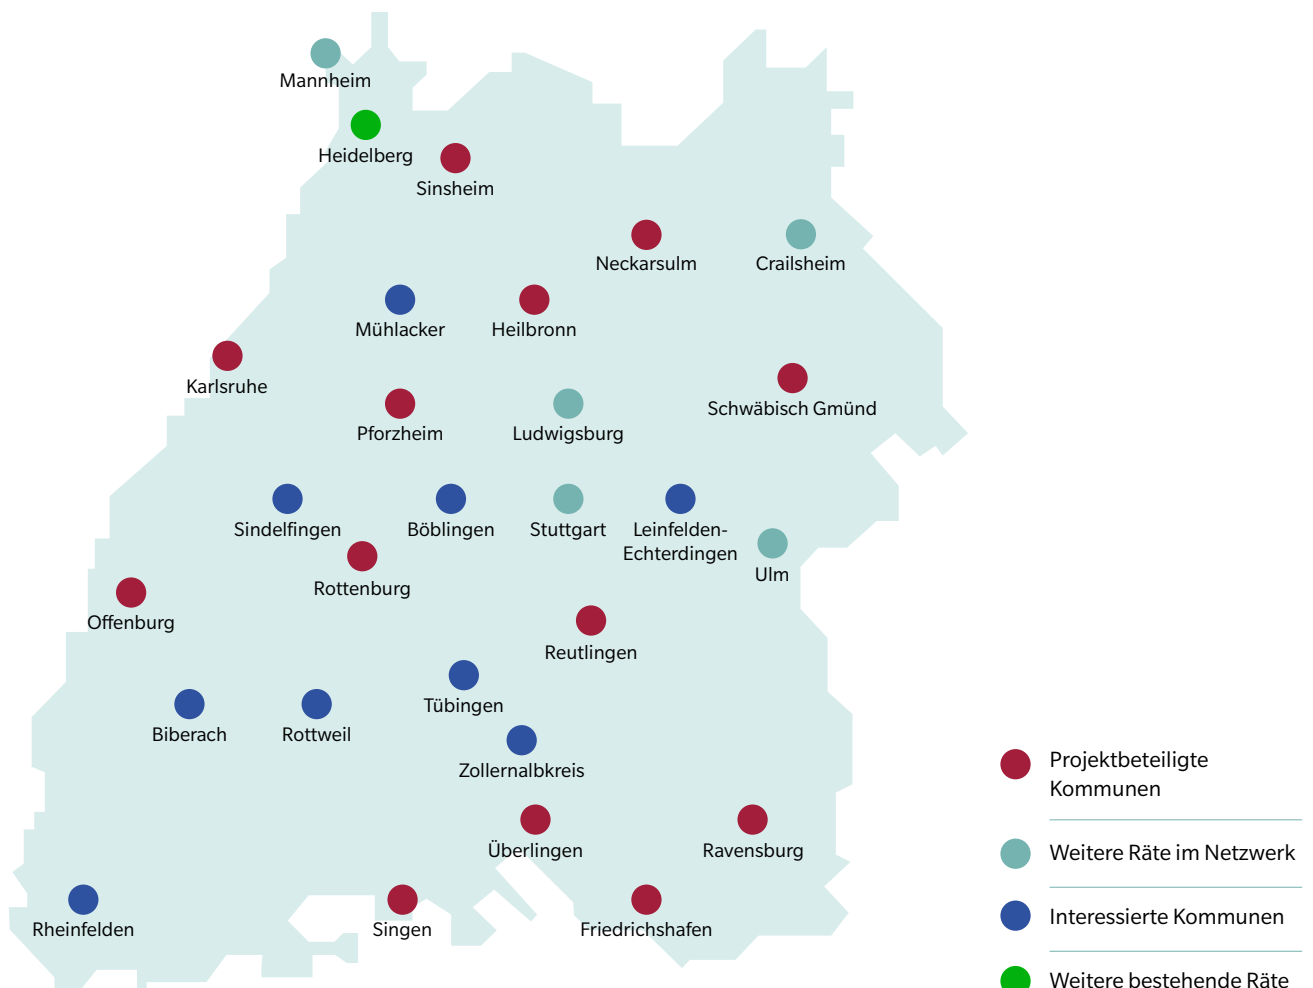 Mannheim
Heidelberg
Sinsheim
Neckarsulm
Crailsheim
Mühlacker
Heilbronn
Karlsruhe
Schwäbisch Gmünd
Pforzheim
Ludwigsburg
Sindelfingen
Böblingen
Stuttgart
Leinfelden-
Echterdingen
Ulm
Rottenburg
Offenburg
Reutlingen
Tübingen
Biberach
Rottweil
Zollernalbkreis
Überlingen
Ravensburg
Rheinfelden
Singen
Friedrichshafen
Projektbeteiligte
Kommunen
Weitere Räte im Netzwerk
Interessierte Kommunen
Weitere bestehende Räte